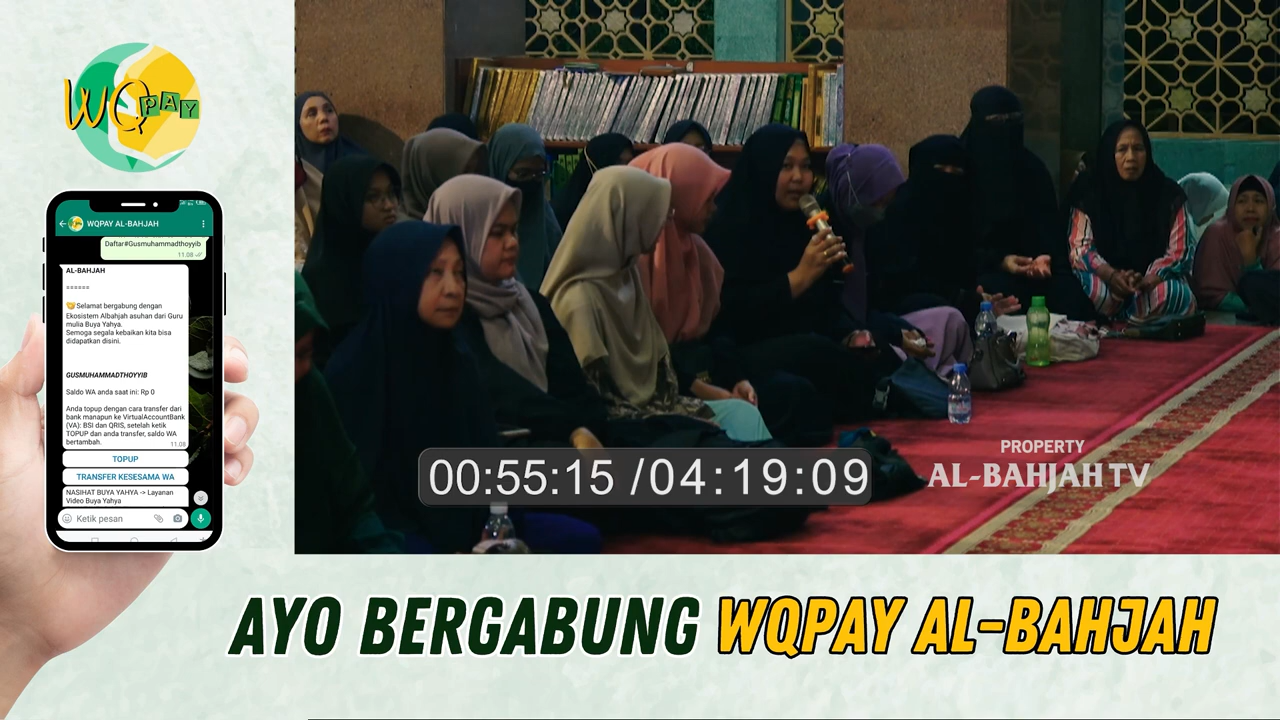 WQPAY
WQPAY AL-BAHJAH
Daftar#Gusmuhammadthoyyib
11.08
AL-BAHJAH
======
Selamat bergabung dengan
Ekosistem Albahjah asuhan dari Guru
mulia Buya Yahya.
Semoga segala kebaikan kita bisa
didapatkan disini.
GUSMUHAMMADTHOYYIB
Saldo WA anda saat ini: Rp 0
Anda topup dengan cara transfer dari
bank manapun ke VirtualAccountBank
(VA): BSI dan QRIS, setelah ketik
TOPUP dan anda transfer, saldo WA
bertambah.
11.08
TOPUP
TRANSFER KESESAMA WA
NASIHAT BUYA YAHYA -> Layanan
Video Buya Yahya
Ketik pesan
00:55:15 /04:19:09
PROPERTY
AL-BAHJAH TV
AYO BERGABUNG WQPAY AL-BAHJAH